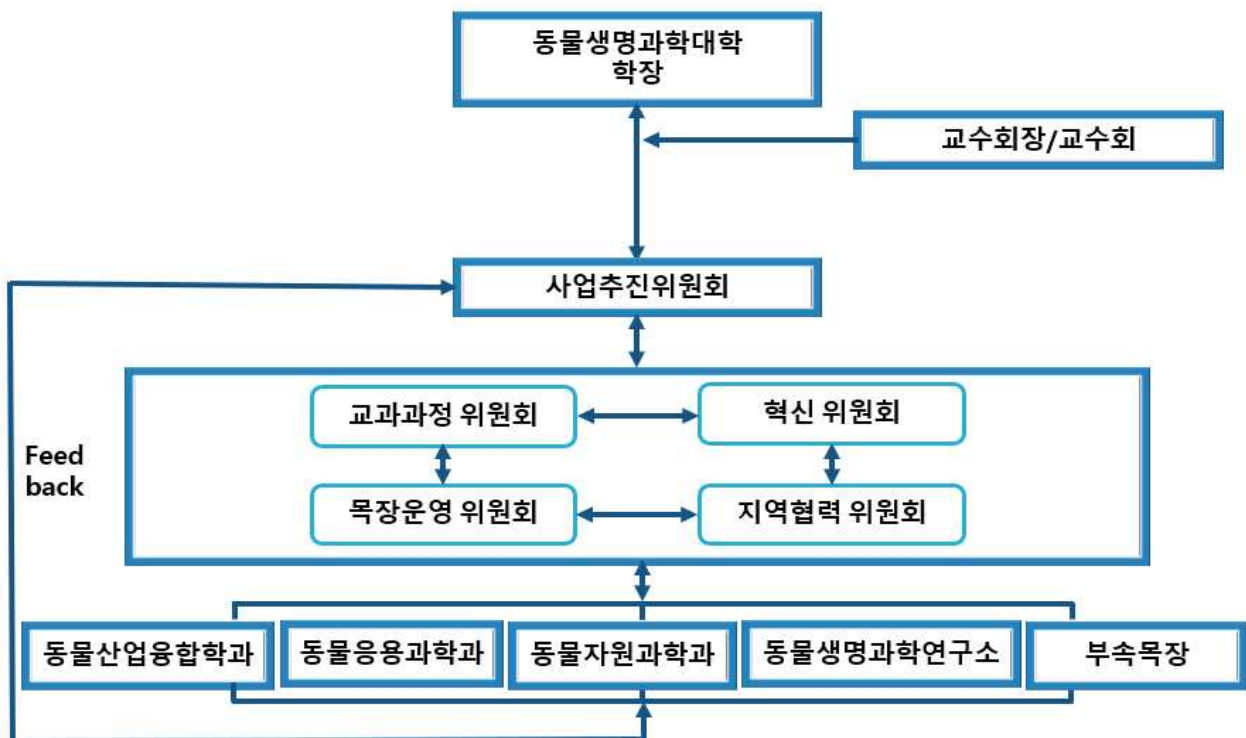 동물생명과학대학
학장
교수회장/교수회
사업추진위원회
교과과정 위원회
혁신 위원회
Feed
back
목장운영 위원회
지역협력 위원회
동물산업융합학과
동물응용과학과
동물자원과학과
동물생명과학연구소
부속목장